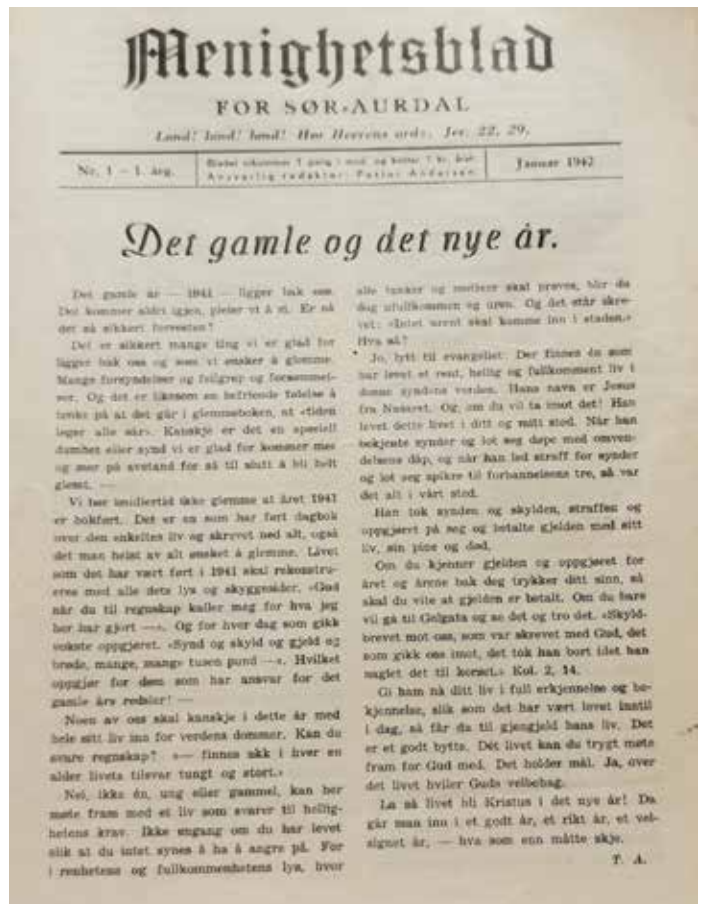 Menighetsblad
FOR SØR-AURDAL
Land! land! land! Hør Herrens ord». Jer. 22, 29.
Nr. 1 — 1. årg.
Bladet utkommer 1 gang i mnd. og koster 1 kr. året
Ansvarlig redaktør: Pastor Andersen
Januar 1942
Det gamle og det nye år.
Det gamle år — 1941 — ligger bak oss.
Det kommer aldri igjen, pleier vi å si. Er nå
det så sikkert forresten?
Det er sikkert mange ting vi er glad for
ligger bak oss og som vi ønsker å glemme.
Mange forsyndelser og feilgrep og forsømmel-
ser. Og det er liksom en befriende følelse å
tenke på at det går i glemmeboken, at «tiden
leger alle sår». Kanskje er det en spesiell
dumhet eller synd vi er glad for kommer mer
og mer på avstand for så til slutt å bli helt
glemt. —
Vi bør imidlertid ikke glemme at året 1941
er bokført. Det er en som har ført dagbok
over den enkeltes liv og skrevet ned alt, også
det man helst av alt ønsket å glemme. Livet
som det har vært ført i 1941 skal rekonstru-
eres med alle dets lys og skyggesider. «Gud
når du til regnskap kaller meg for hva jeg
her har gjort —». Og for hver dag som gikk
vokste oppgjøret. «Synd og skyld og gjeld og
brøde, mange, mange tusen pund —». Hvilket
oppgjør for dem som har ansvar for det
gamle års redsler! —
Noen av oss skal kanskje i dette år med
hele sitt liv inn for verdens dommer. Kan du
svare regnskap? «— finnes akk i hver en
alder livets tilsvar tungt og stort.»
Nei, ikke én, ung eller gammel, kan her
møte fram med et liv som svarer til hellig-
hetens krav. Ikke engang om du har levet
slik at du intet synes å ha å angre på. For
i renhetens og fullkommenhetens lys, hvor
alle tanker og motiver skal prøves, blir du
dog ufullkommen og uren. Og det står skre-
vet: «Intet urent skal komme inn i staden.»
Hva så?
Jo, lytt til evangeliet: Der finnes én som
har levet et rent, hellig og fullkomment liv i
denne syndens verden. Hans navn er Jesus
fra Nasaret. Og, om du vil ta imot det! Han
levet dette livet i ditt og mitt sted. Når han
bekjente synder og lot seg døpe med omven-
delsens dåp, og når han led straff for synder
og lot seg spikre til forbannelsens tre, så var
det alt i vårt sted.
Han tok synden og skylden, straffen og
oppgjøret på seg og betalte gjelden med sitt
liv, sin pine og død.
Om du kjenner gjelden og oppgjøret for
året og årene bak deg trykker ditt sinn, så
skal du vite at gjelden er betalt. Om du bare
vil gå til Golgata og se det og tro det. «Skyld-
brevet mot oss, som var skrevet med Gud, det
som gikk oss imot, det tok han bort idet han
naglet det til korset.» Kol. 2, 14.
Gi ham nå ditt liv i full erkjennelse og be-
kjennelse, slik som det har vært levet inntil
i dag, så får du til gjengjeld hans liv. Det
er et godt bytte. Det livet kan du trygt møte
fram for Gud med. Det holder mål. Ja, over
det livet hviler Guds velbehag.
La så livet bli Kristus i det nye år! Da
går man inn i et godt år, et rikt år, et vel-
signet år, — hva som enn måtte skje.
T. A.